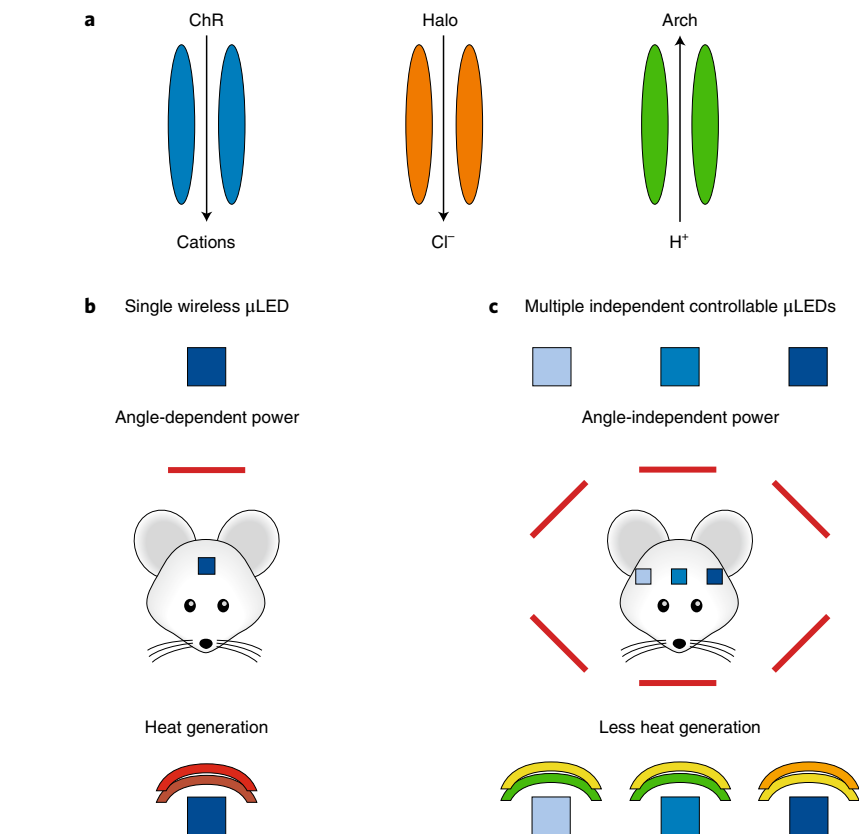 a
ChR
Halo
Arch
Cations
Cl⁻
H⁺
b Single wireless μLED
c Multiple independent controllable μLEDs
Angle-dependent power
Angle-independent power
Heat generation
Less heat generation